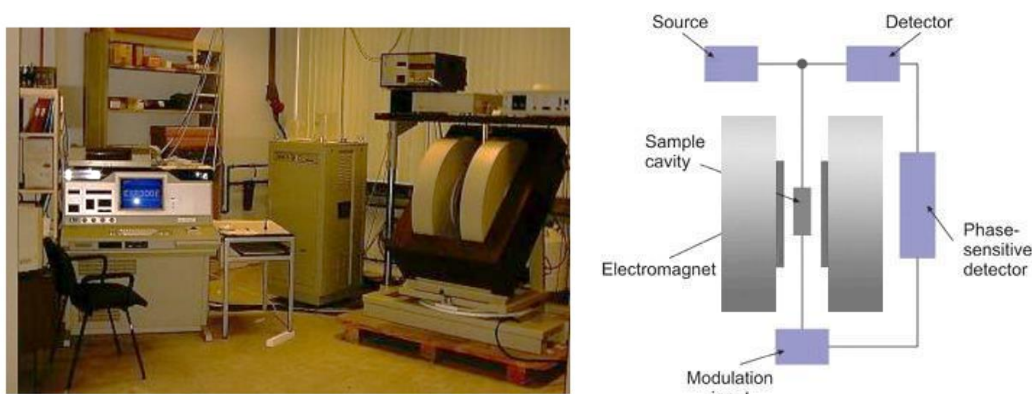 Source
Detector
Sample
cavity
Electromagnet
Phase-
sensitive
detector
Modulation